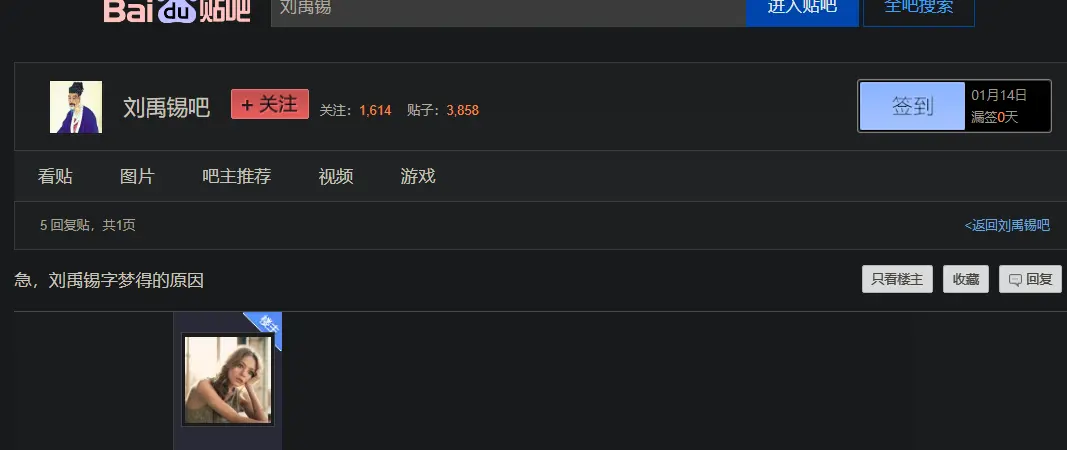 Bai du 贴吧
刘禹锡
进入贴吧
全吧搜索
刘禹锡吧
+ 关注
关注：1,614 贴子：3,858
签到
01月14日
漏签0天
看贴 图片 吧主推荐 视频 游戏
5 回复贴，共1页
<返回刘禹锡吧
急，刘禹锡字梦得的原因
只看楼主 收藏 回复
楼主